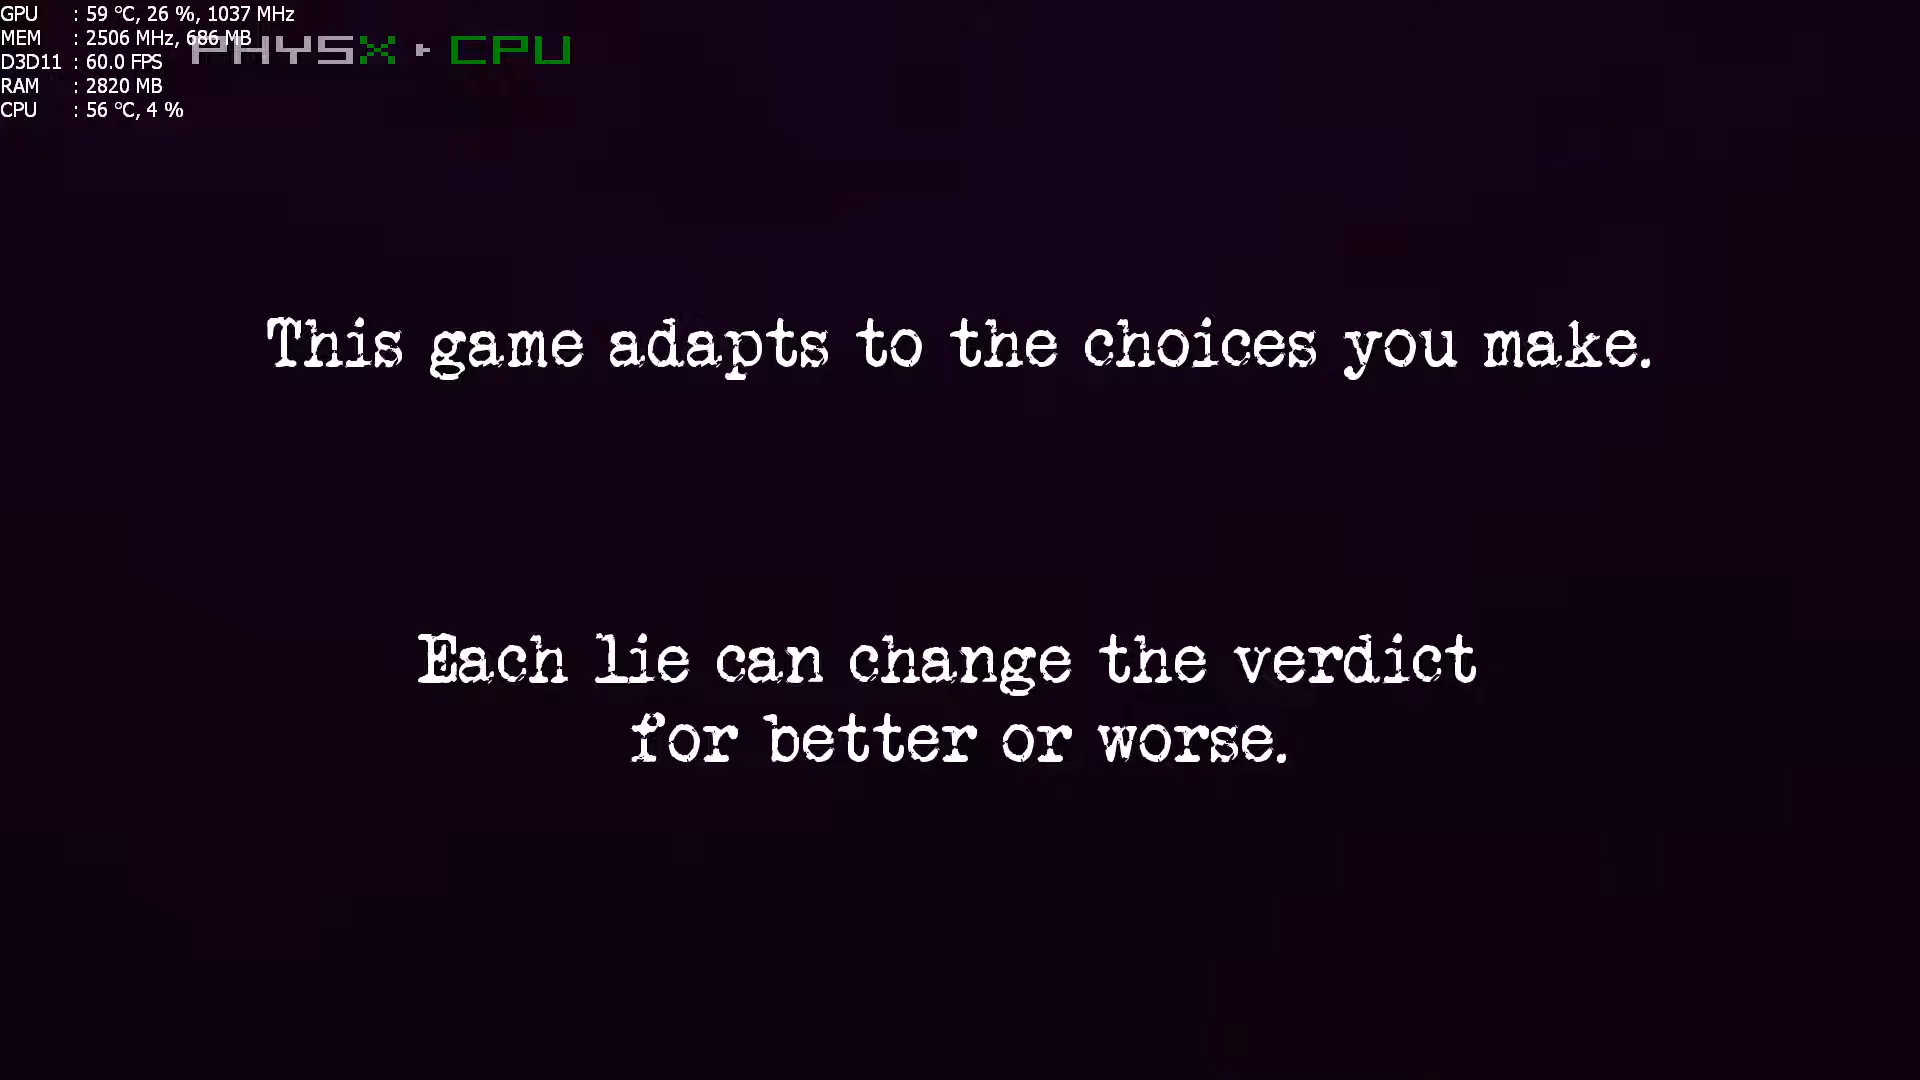 GPU : 59 °C, 26 %, 1037 MHz
MEM : 2506 MHz, 686 MB
PHYSX ▸ CPU
D3D11 : 60.0 FPS
RAM : 2820 MB
CPU : 56 °C, 4 %
This game adapts to the choices you make.
Each lie can change the verdict
for better or worse.